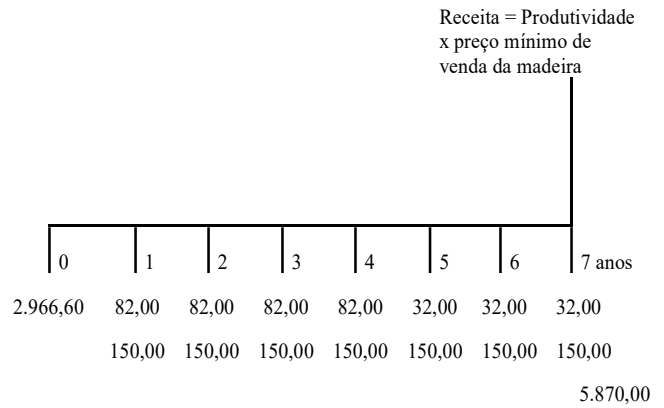 Receita = Produtividade
x preço mínimo de
venda da madeira
0 1 2 3 4 5 6 7 anos
2.966,60 82,00 82,00 82,00 82,00 32,00 32,00 32,00
150,00 150,00 150,00 150,00 150,00 150,00 150,00
5.870,00